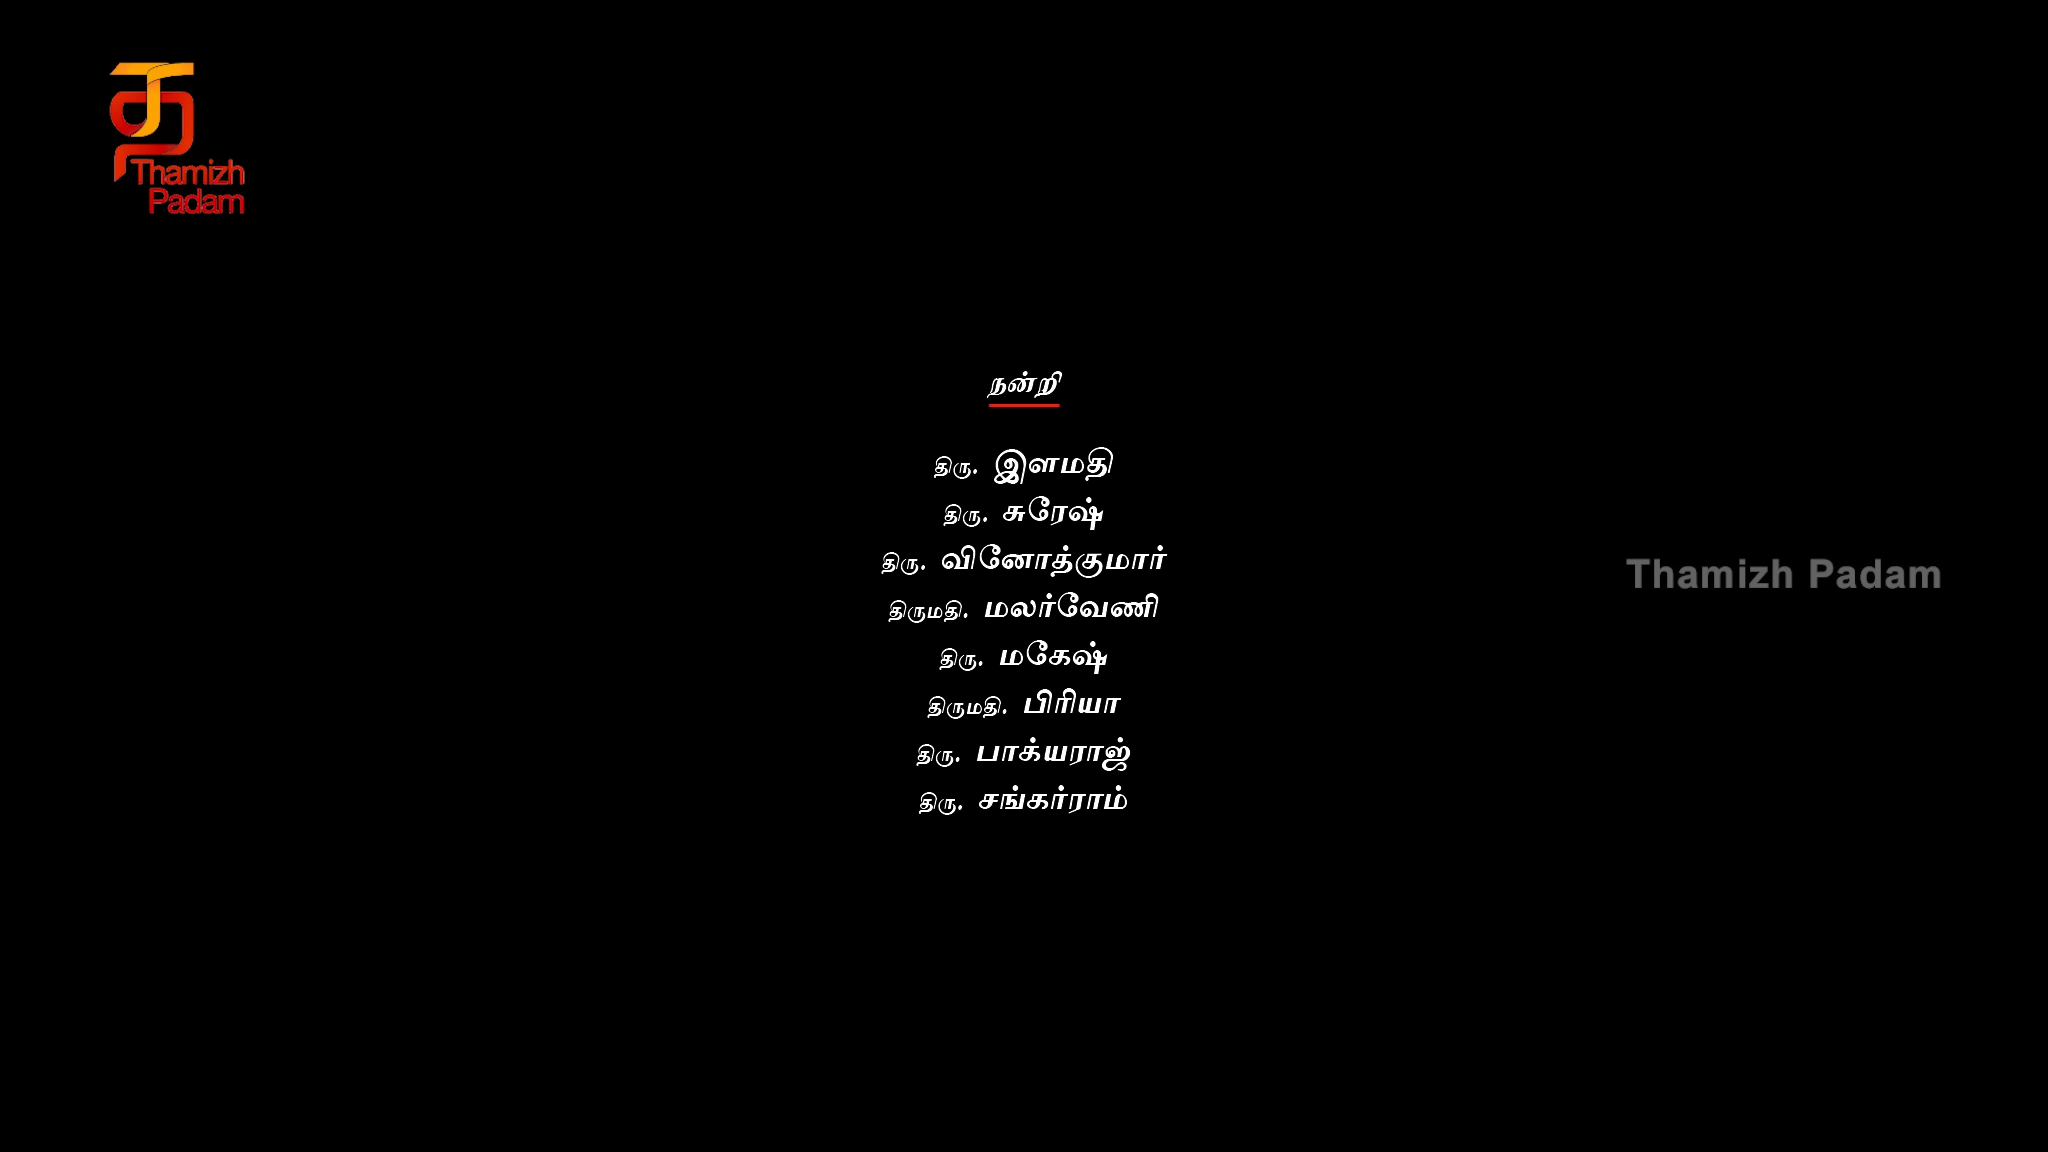 Thamizh
Padam
நன்றி
திரு. இளமதி
திரு. சுரேஷ்
திரு. வினோத்குமார்
Thamizh Padam
திருமதி. மலர்வேணி
திரு. மகேஷ்
திருமதி. பிரியா
திரு. பாக்யராஜ்
திரு. சங்கர்ராம்